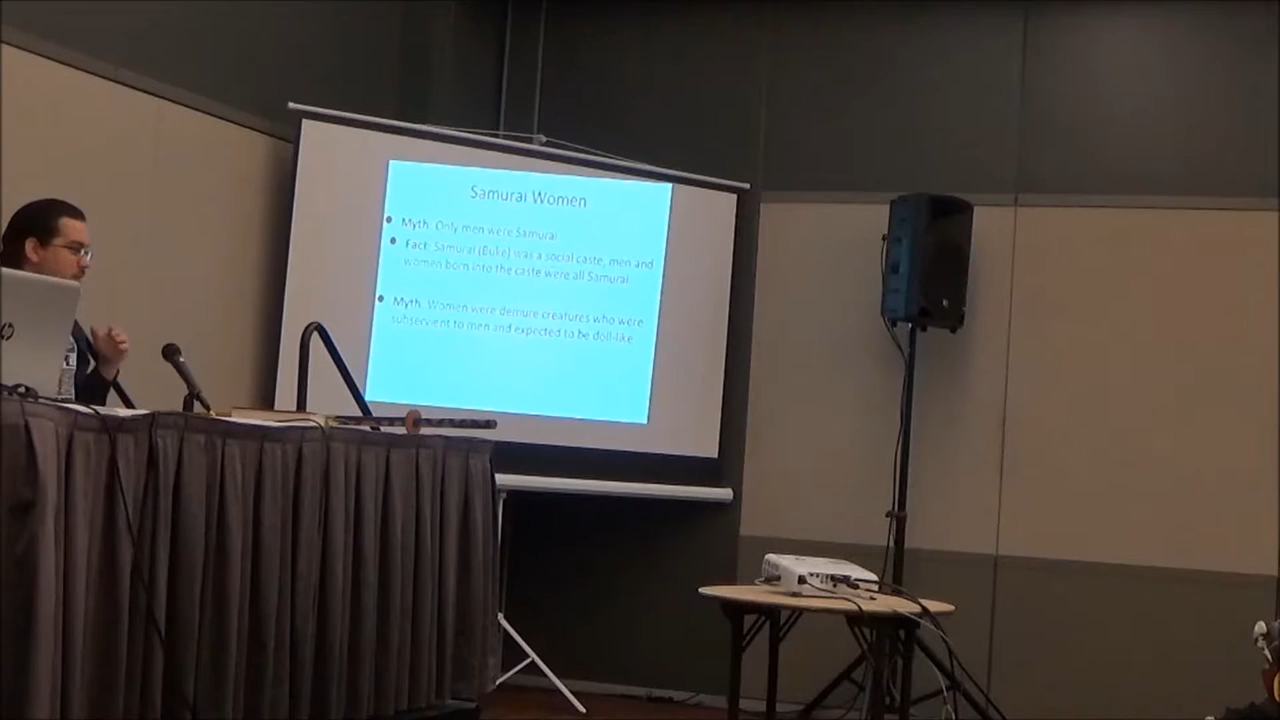 Samurai Women
Myth: Only men were Samurai
Fact: Samurai (Buke) was a social caste, men and
women born into the caste were all Samurai
Myth: Women were demure creatures who were
subservient to men and expected to be doll-like
hp